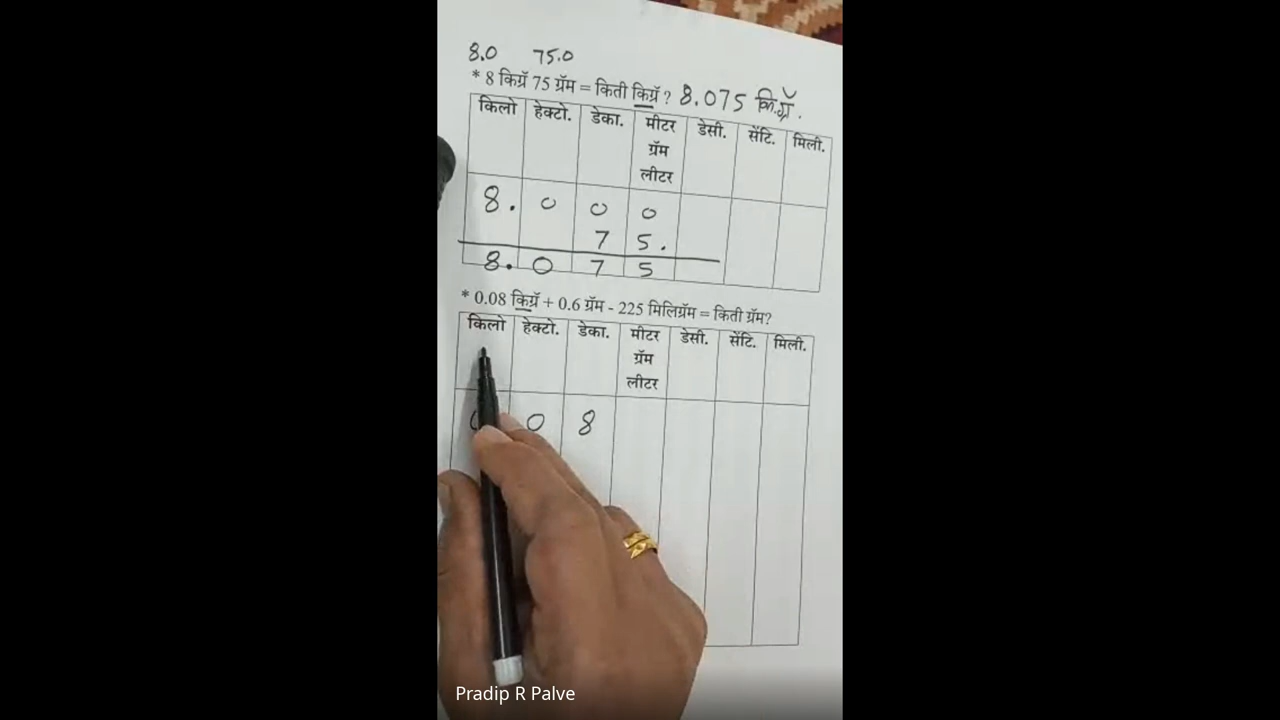 8.0 75.0
* 8 किग्रॅ 75 ग्रॅम = किती किग्रॅ ? 8.075 कि.ग्रॅ.
किलो हेक्टो. डेका. मीटर ग्रॅम लीटर डेसी. सेंटि. मिली.
8. 0 0 0
7 5.
8. 0 7 5
* 0.08 किग्रॅ + 0.6 ग्रॅम - 225 मिलिग्रॅम = किती ग्रॅम?
किलो हेक्टो. डेका. मीटर ग्रॅम लीटर डेसी. सेंटि. मिली.
0 8
Pradip R Palve